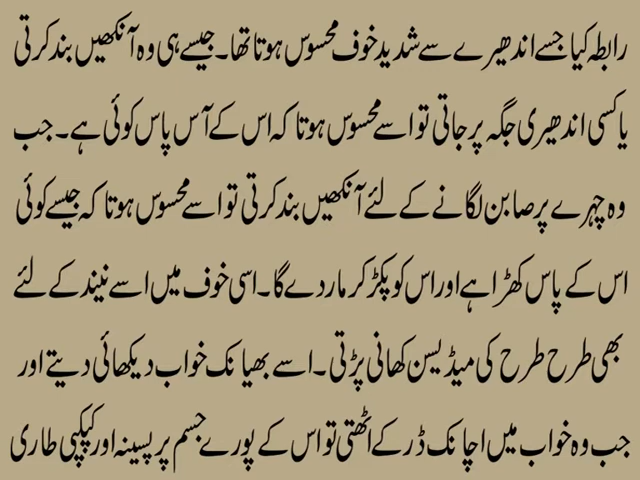 رابطہ کیا جسے اندھیرے سے شدید خوف محسوس ہوتا تھا۔ جیسے ہی وہ آنکھیں بند کرتی
یا کسی اندھیری جگہ پر جاتی تو اسے محسوس ہوتا کہ اس کے آس پاس کوئی ہے۔ جب
وہ چہرے پر صابن لگانے کے لئے آنکھیں بند کرتی تو اسے محسوس ہوتا کہ جیسے کوئی
اس کے پاس کھڑا ہے اور اس کو پکڑ کر مار دے گا۔ اسی خوف میں اسے نیند کے لئے
بھی طرح طرح کی میڈیسن کھانی پڑتی۔ اسے بھیانک خواب دیکھائی دیتے اور
جب وہ خواب میں اچانک ڈر کے اٹھتی تو اس کے پورے جسم پر پسینہ اور کپکپی طاری